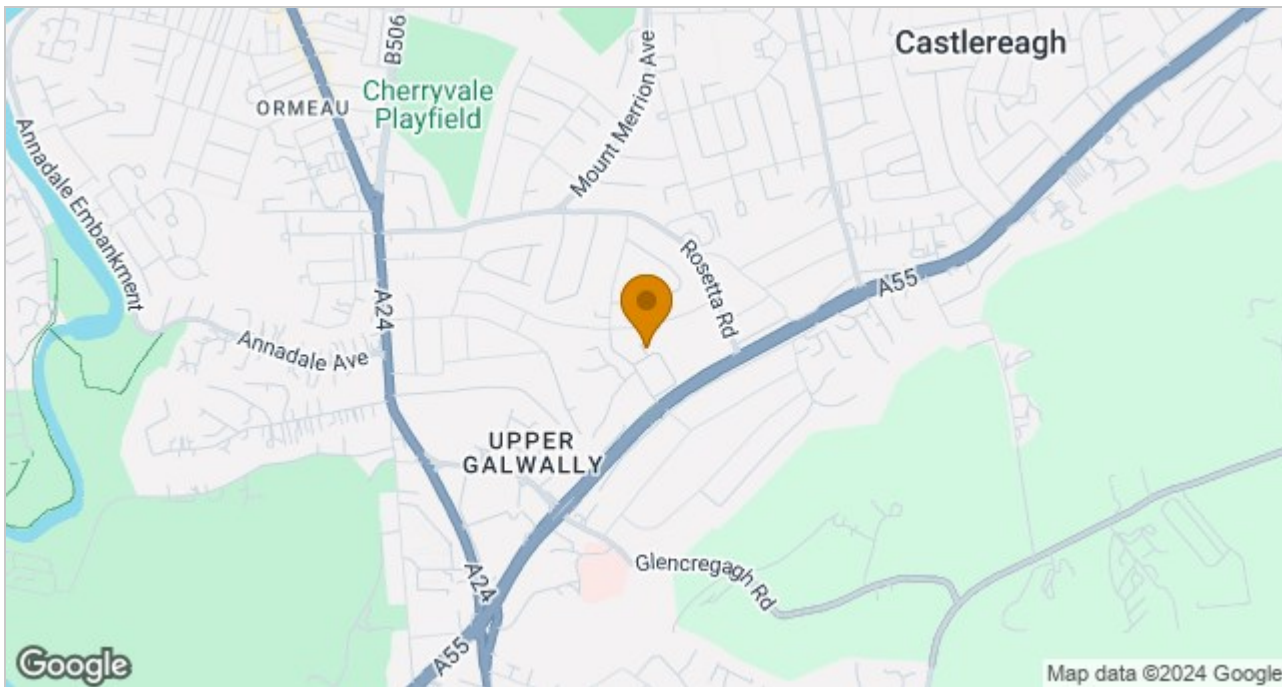 Castlereagh
B506
Mount Merrion Ave
Cherryvale
Playfield
ORMEAU
Annadale Embankment
A24
Rosetta Rd
A55
Annadale Ave
UPPER
GALWALLY
A24
Glencregagh Rd
A55
Google
Map data ©2024 Google